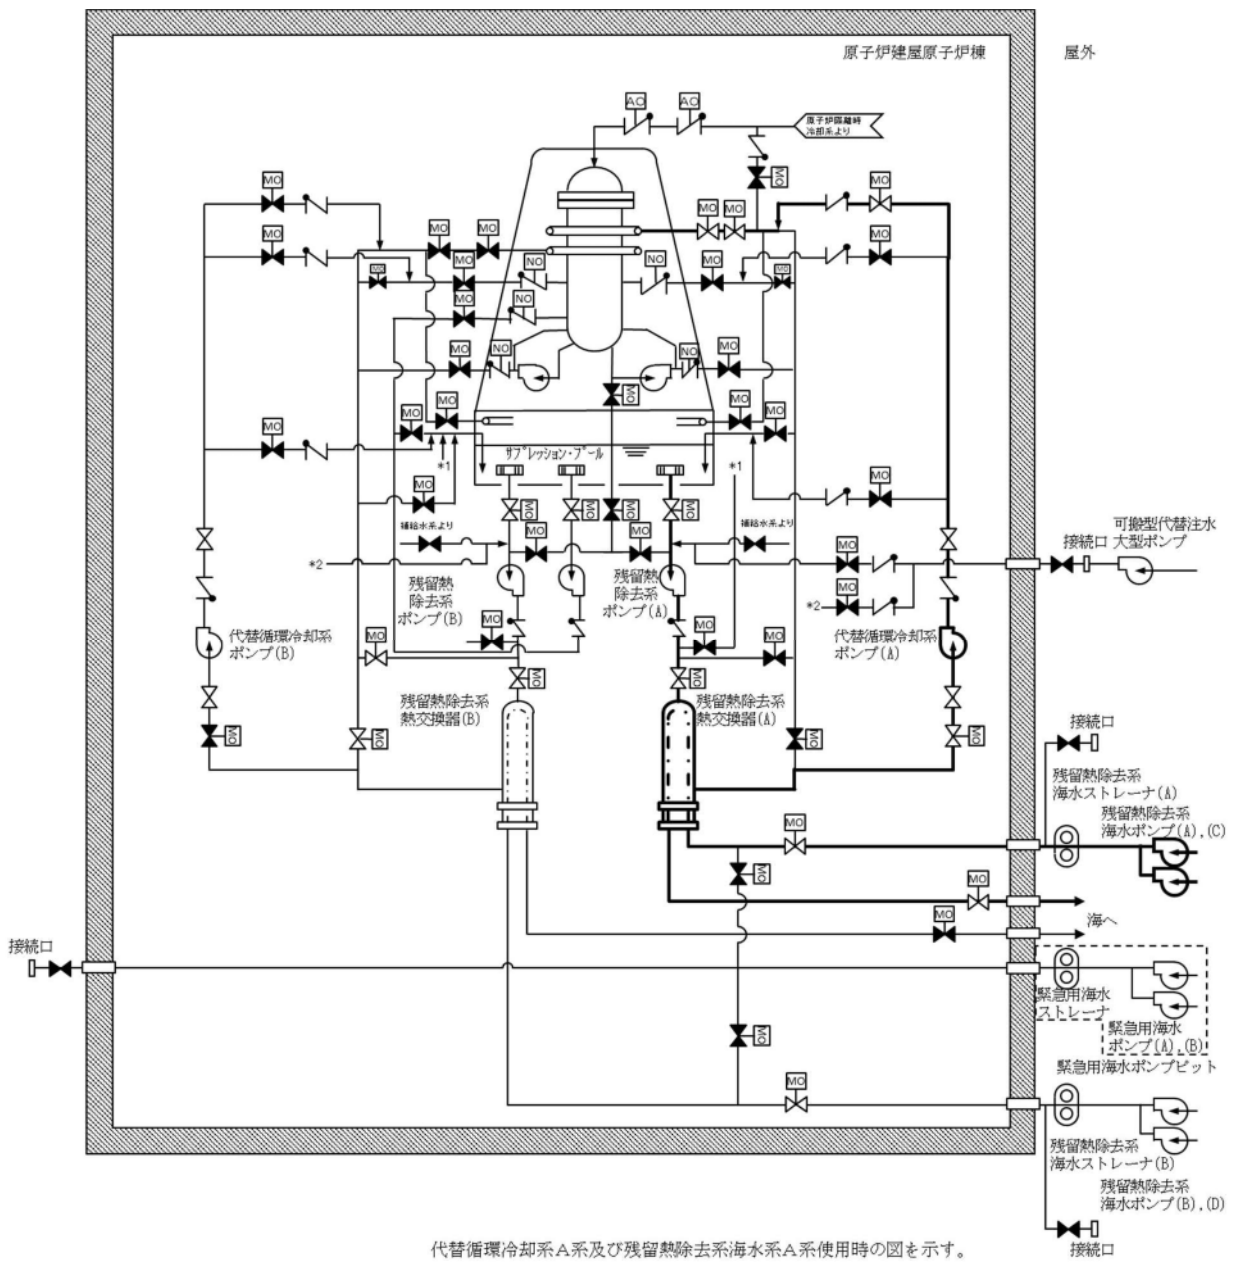 原子炉建屋原子炉棟
屋外
AO
AO
原子炉隔離時
冷却系より
MO
MO
MO
MO
MO
MO
MO
MO
MO
MO
NO
NO
MO
MO
MO
MO
MO
NO
MO
NO
NO
MO
MO
MO
MO
MO
MO
MO
サプレッション・プール
*1
*1
MO
MO
MO
MO
MO
MO
補給水系より
補給水系より
MO
MO
MO
*2
*2
MO
接続口
可搬型代替注水
大型ポンプ
残留熱
除去系
ポンプ(B)
残留熱
除去系
ポンプ(A)
代替循環冷却系
ポンプ(B)
代替循環冷却系
ポンプ(A)
MO
MO
MO
MO
MO
MO
残留熱除去系
熱交換器(B)
残留熱除去系
熱交換器(A)
MO
MO
MO
MO
接続口
残留熱除去系
海水ストレーナ(A)
残留熱除去系
海水ポンプ(A),(C)
MO
MO
MO
MO
海へ
接続口
緊急用海水
ストレーナ
緊急用海水
ポンプ(A),(B)
緊急用海水ポンプピット
MO
MO
残留熱除去系
海水ストレーナ(B)
残留熱除去系
海水ポンプ(B),(D)
接続口
代替循環冷却系A系及び残留熱除去系海水系A系使用時の図を示す。